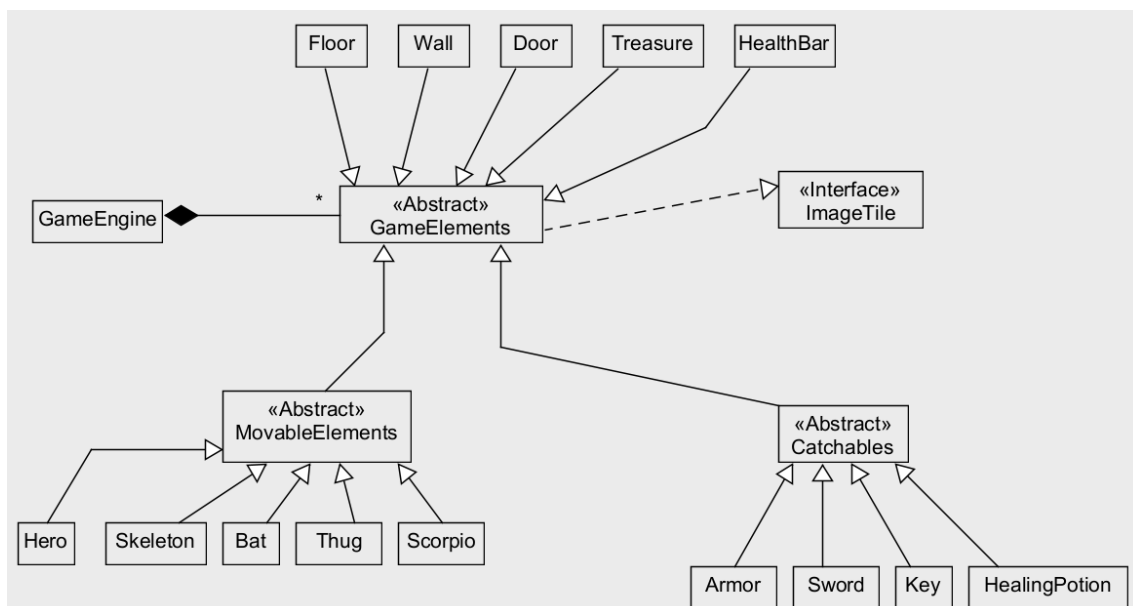 Floor
Wall
Door
Treasure
HealthBar
GameEngine
*
«Abstract»
GameElements
«Interface»
ImageTile
«Abstract»
MovableElements
«Abstract»
Catchables
Hero
Skeleton
Bat
Thug
Scorpio
Armor
Sword
Key
HealingPotion